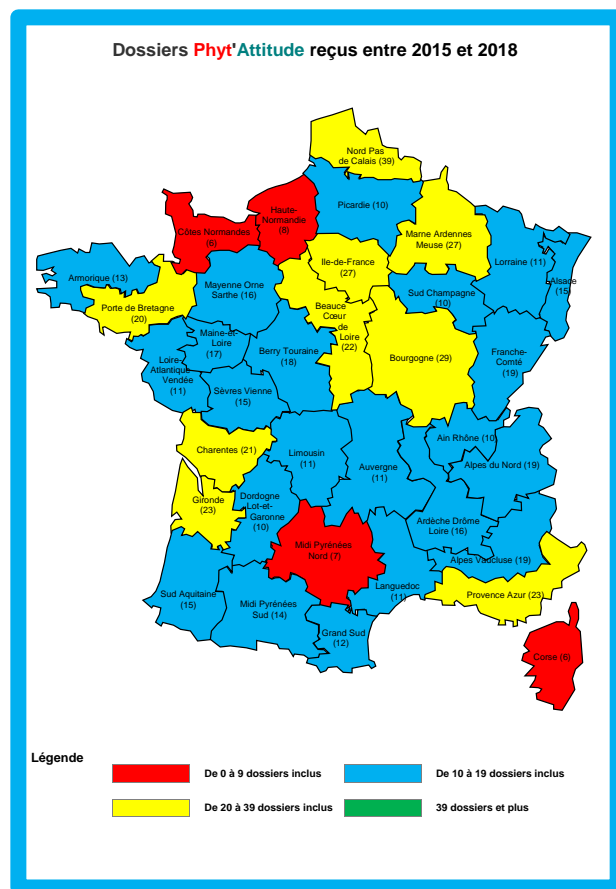 Dossiers Phyt'Attitude reçus entre 2015 et 2018
Nord Pas
de Calais (39)
Picardie (10)
Haute-
Normandie
(6)
Côtes Normandes
(6)
Marne Ardennes
Meuse (27)
Lorraine (11)
Alsace
(15)
Ile-de-France
(27)
Armorique (13)
Mayenne Orne
Sarthe (16)
Sud Champagne
(10)
Porte de Bretagne
(20)
Beauce
Cœur
de
Loire
(22)
Maine-et
Loire
(17)
Berry Touraine
(18)
Bourgogne (29)
Franche-
Comté
(19)
Loire-
Atlantique
Vendée
(11)
Sèvres Vienne
(15)
Charentes (21)
Limousin
(11)
Auvergne
(11)
Ain Rhône (10)
Alpes du Nord (19)
Gironde
(23)
Dordogne
Lot-et-
Garonne
(10)
Ardèche Drôme
Loire (16)
Midi Pyrénées
Nord (7)
Alpes Vaucluse (19)
Languedoc
(11)
Provence Azur (23)
Sud Aquitaine
(15)
Midi Pyrénées
Sud (14)
Grand Sud
(12)
Corse (6)
Légende
De 0 à 9 dossiers inclus
De 10 à 19 dossiers inclus
De 20 à 39 dossiers inclus
39 dossiers et plus